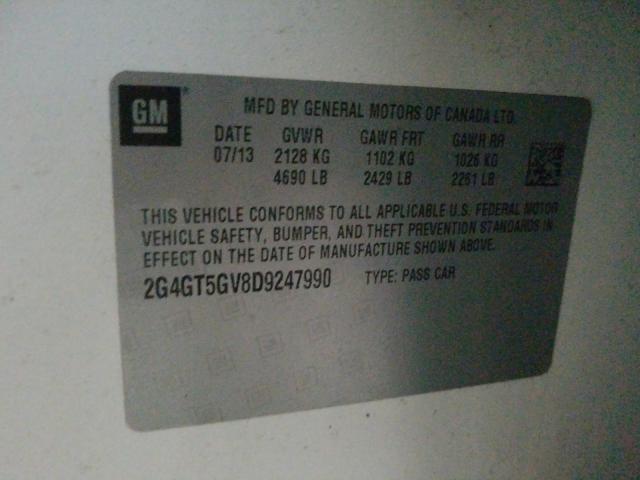 GM
MFD BY GENERAL MOTORS OF CANADA LTD.
DATE GVWR GAWR FRT GAWR RR
07/13 2128 KG 1102 KG 1026 KG
4690 LB 2429 LB 2261 LB
THIS VEHICLE CONFORMS TO ALL APPLICABLE U.S. FEDERAL MOTOR
VEHICLE SAFETY, BUMPER, AND THEFT PREVENTION STANDARDS IN
EFFECT ON THE DATE OF MANUFACTURE SHOWN ABOVE.
2G4GT5GV8D9247990 TYPE: PASS CAR